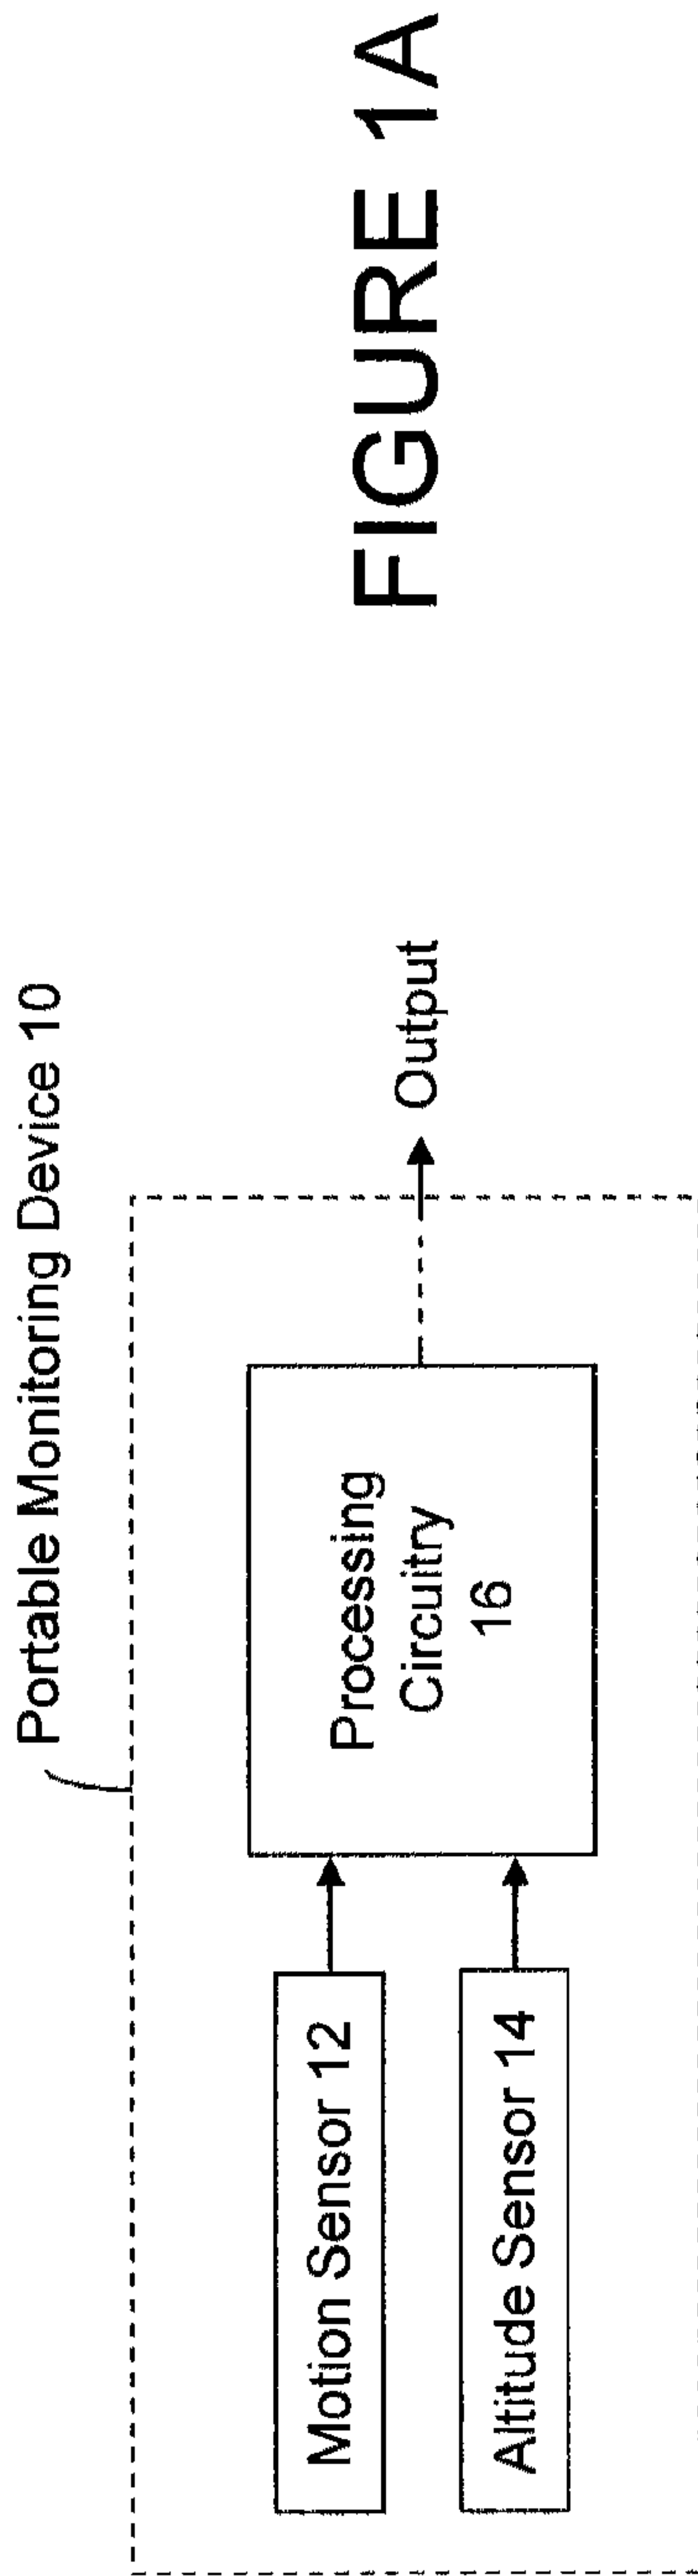 Portable Monitoring Device 10
Motion Sensor 12
Altitude Sensor 14
Processing
Circuitry
16
Output
FIGURE 1A